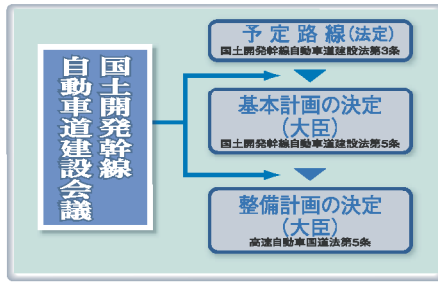 国土開発幹線
自動車道建設会議
予定路線(法定)
国土開発幹線自動車道建設法第3条
基本計画の決定
(大臣)
国土開発幹線自動車道建設法第5条
整備計画の決定
(大臣)
高速自動車国道法第5条